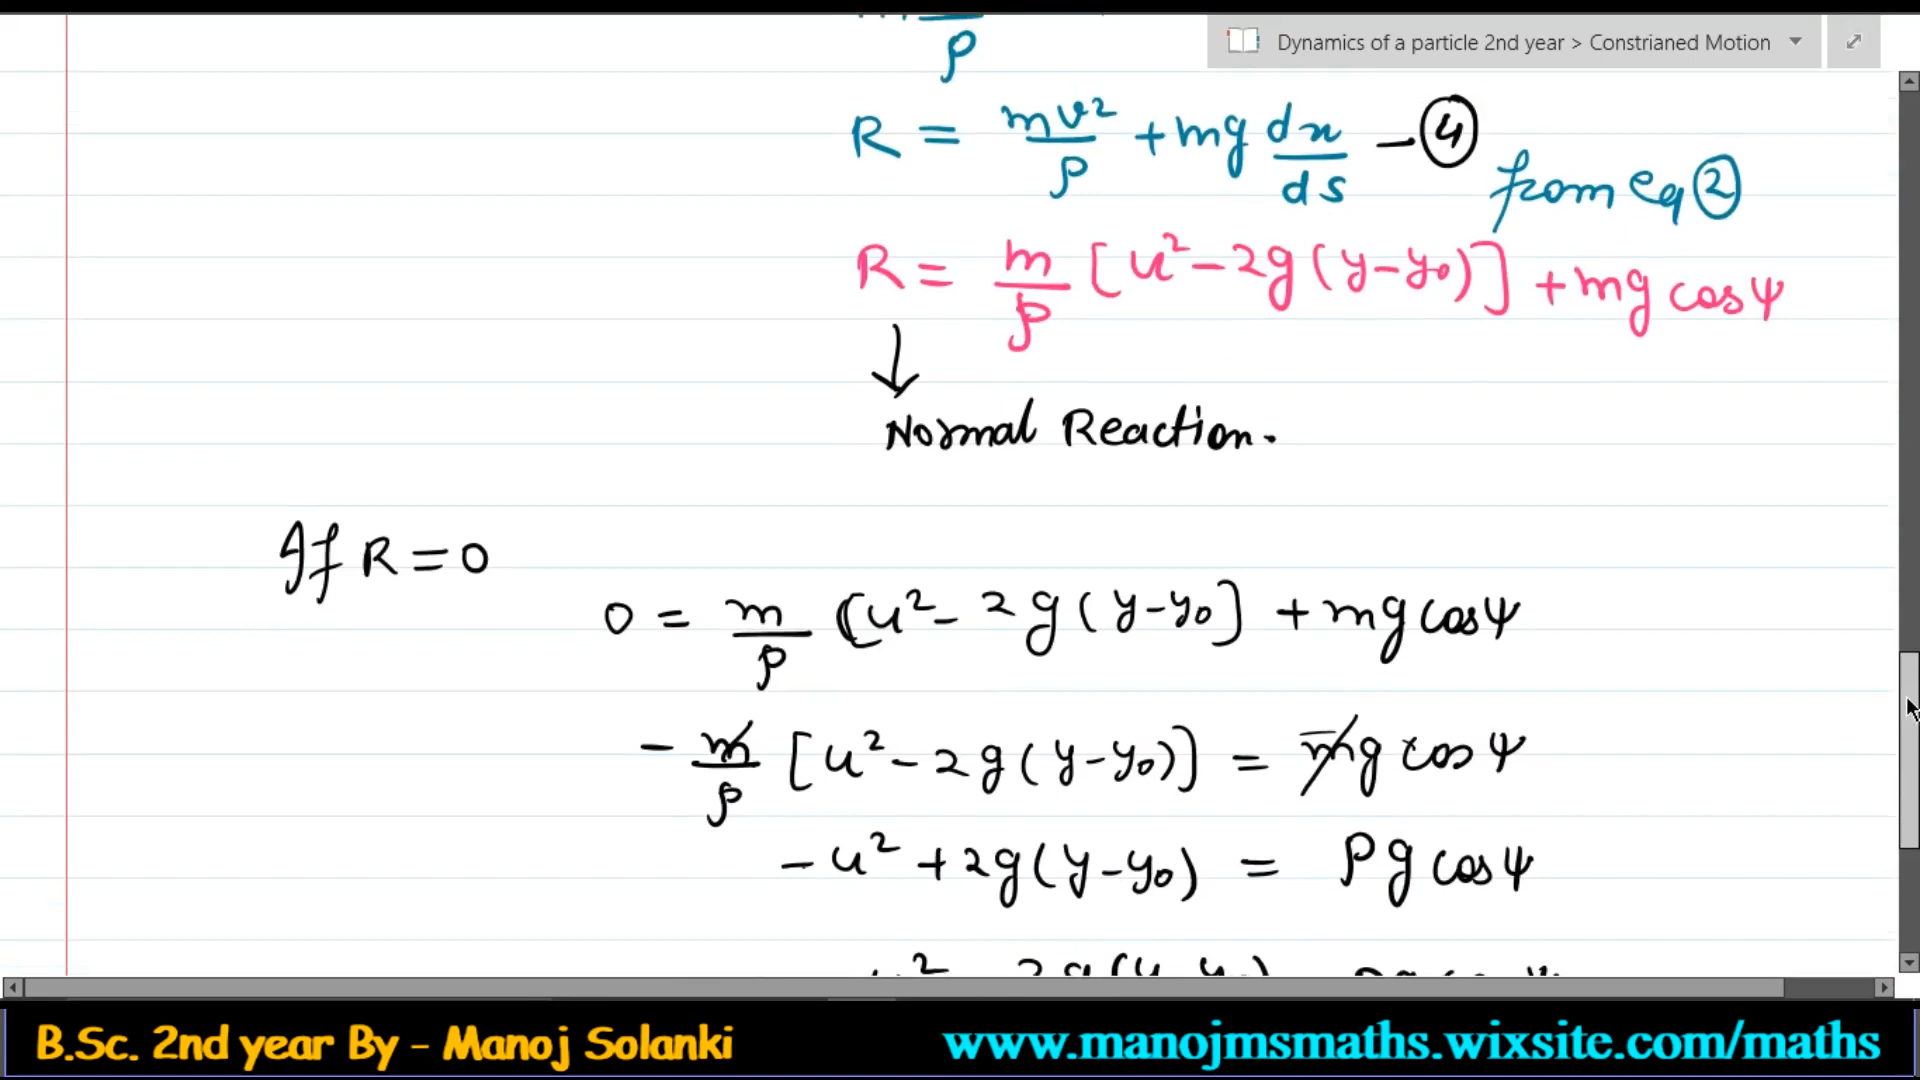 ρ
Dynamics of a particle 2nd year > Constrianed Motion
R = mv²/ρ + mg dx/ds - ④
from eq ②
R = m/ρ [u² - 2g(y-y₀)] + mg cosψ
↓
Normal Reaction.
If R = 0
0 = m/ρ [u² - 2g(y-y₀] + mg cosψ
- m/ρ [u² - 2g(y-y₀)] = mg cosψ
-u² + 2g(y-y₀) = ρg cosψ
B.Sc. 2nd year By - Manoj Solanki
www.manojmsmaths.wixsite.com/maths